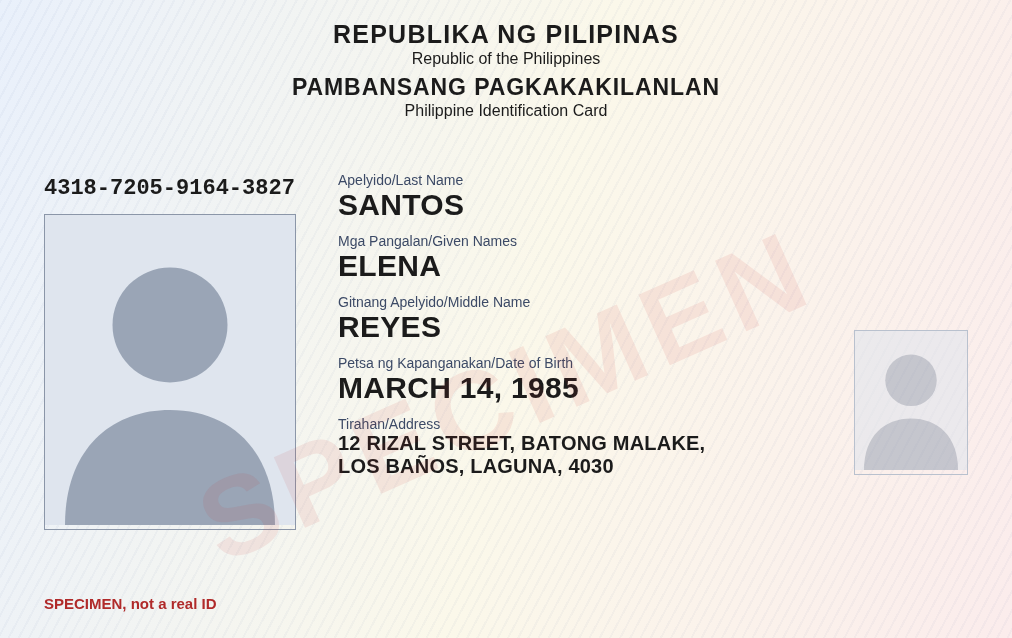 REPUBLIKA NG PILIPINAS
Republic of the Philippines
PAMBANSANG PAGKAKAKILANLAN
Philippine Identification Card
4318-7205-9164-3827
Apelyido/Last Name
SANTOS
Mga Pangalan/Given Names
ELENA
Gitnang Apelyido/Middle Name
REYES
Petsa ng Kapanganakan/Date of Birth
MARCH 14, 1985
Tirahan/Address
12 RIZAL STREET, BATONG MALAKE,
LOS BAÑOS, LAGUNA, 4030
SPECIMEN
SPECIMEN, not a real ID